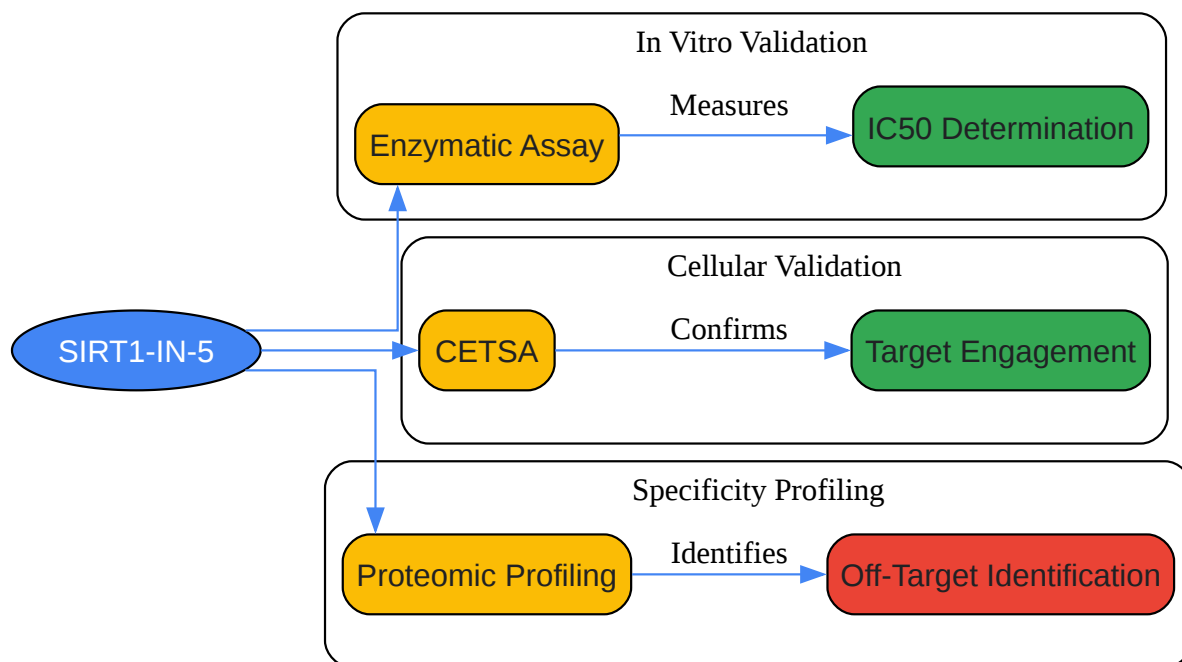 In Vitro Validation
Enzymatic Assay
Measures
IC50 Determination
Cellular Validation
SIRT1-IN-5
CETSA
Confirms
Target Engagement
Specificity Profiling
Proteomic Profiling
Identifies
Off-Target Identification